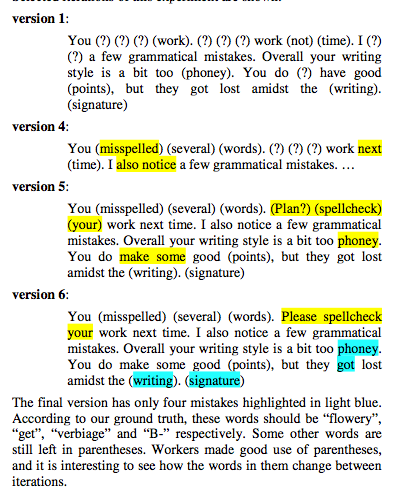 version 1:
You (?) (?) (?) (work). (?) (?) (?) work (not) (time). I (?)
(?) a few grammatical mistakes. Overall your writing
style is a bit too (phoney). You do (?) have good
(points), but they got lost amidst the (writing).
(signature)
version 4:
You (misspelled) (several) (words). (?) (?) (?) work next
(time). I also notice a few grammatical mistakes. …
version 5:
You (misspelled) (several) (words). (Plan?) (spellcheck)
(your) work next time. I also notice a few grammatical
mistakes. Overall your writing style is a bit too phoney.
You do make some good (points), but they got lost
amidst the (writing). (signature)
version 6:
You (misspelled) (several) (words). Please spellcheck
your work next time. I also notice a few grammatical
mistakes. Overall your writing style is a bit too phoney.
You do make some good (points), but they got lost
amidst the (writing). (signature)
The final version has only four mistakes highlighted in light blue.
According to our ground truth, these words should be “flowery”,
“get”, “verbiage” and “B-” respectively. Some other words are
still left in parentheses. Workers made good use of parentheses,
and it is interesting to see how the words in them change between
iterations.